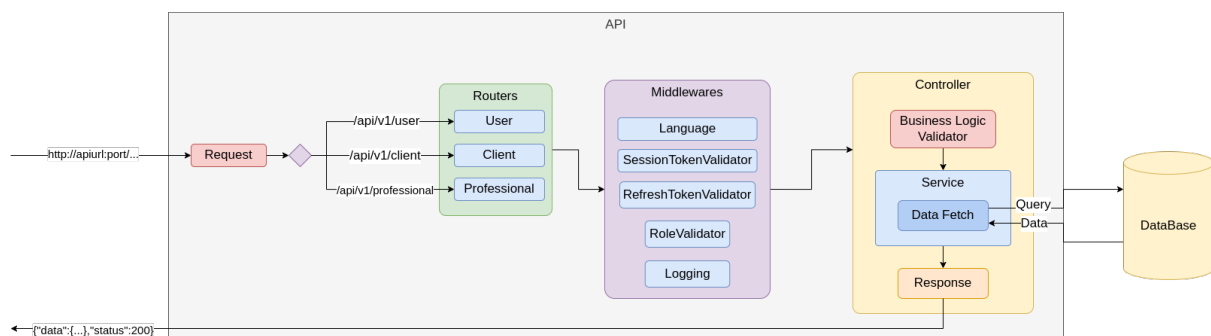 API
http://apiurl:port/...
Request
/api/v1/user
/api/v1/client
/api/v1/professional
Routers
User
Client
Professional
Middlewares
Language
SessionTokenValidator
RefreshTokenValidator
RoleValidator
Logging
Controller
Business Logic
Validator
Service
Data Fetch
Response
Query
Data
DataBase
{"data":{...},"status":200}